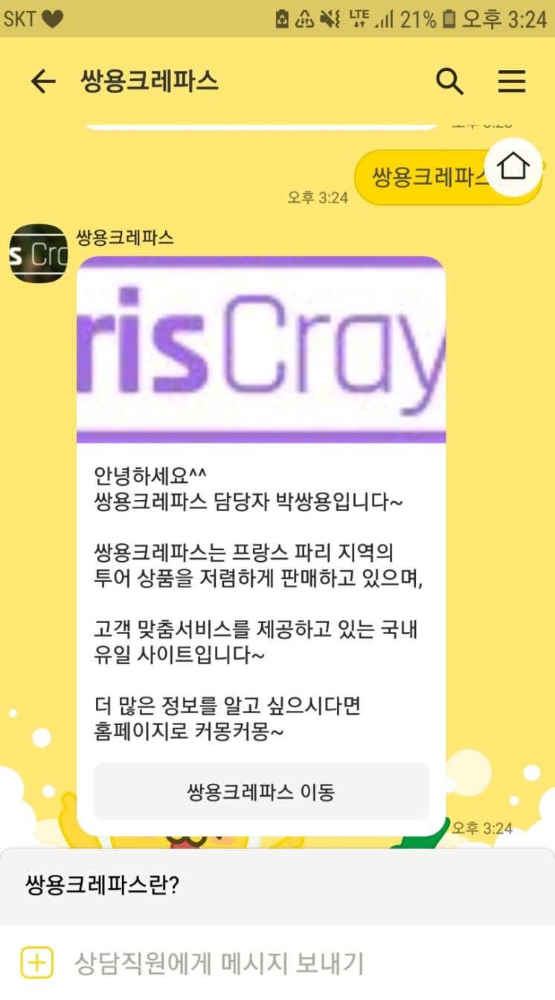 SKT
LTE
21%
오후 3:24
쌍용크레파스
쌍용크레파스
오후 3:24
쌍용크레파스
s Cra
risCray
안녕하세요^^
쌍용크레파스 담당자 박쌍용입니다~
쌍용크레파스는 프랑스 파리 지역의
투어 상품을 저렴하게 판매하고 있으며,
고객 맞춤서비스를 제공하고 있는 국내
유일 사이트입니다~
더 많은 정보를 알고 싶으시다면
홈페이지로 커몽커몽~
쌍용크레파스 이동
오후 3:24
쌍용크레파스란?
상담직원에게 메시지 보내기